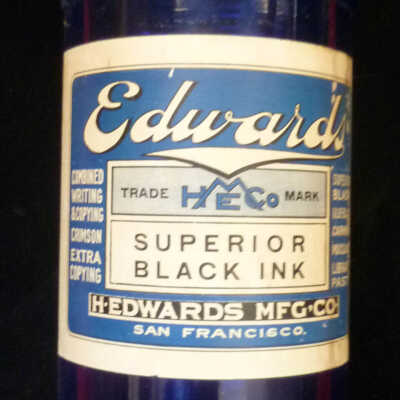 Edward's
COMBINED
WRITING
& COPYING
CRIMSON
EXTRA
COPYING
TRADE HMECo MARK
SUPERIOR
BLACK INK
H·EDWARDS MFG·CO.
SAN FRANCISCO.